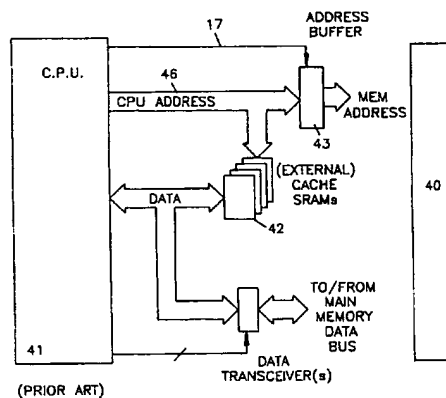 17
ADDRESS
BUFFER
C.P.U.
46
CPU ADDRESS
MEM
ADDRESS
43
(EXTERNAL)
CACHE
SRAMs
40
DATA
42
TO/FROM
MAIN
MEMORY
DATA
BUS
41
DATA
TRANSCEIVER(s)
(PRIOR ART)